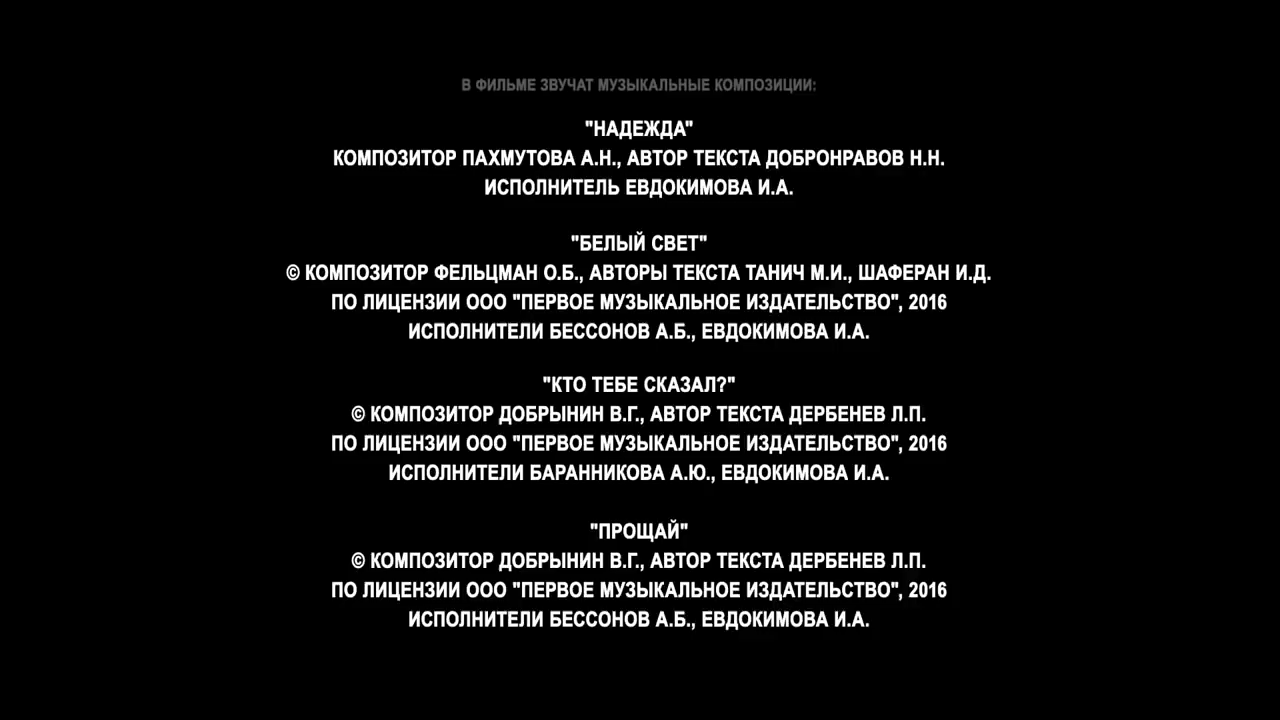 В ФИЛЬМЕ ЗВУЧАТ МУЗЫКАЛЬНЫЕ КОМПОЗИЦИИ:
"НАДЕЖДА"
КОМПОЗИТОР ПАХМУТОВА А.Н., АВТОР ТЕКСТА ДОБРОНРАВОВ Н.Н.
ИСПОЛНИТЕЛЬ ЕВДОКИМОВА И.А.
"БЕЛЫЙ СВЕТ"
© КОМПОЗИТОР ФЕЛЬЦМАН О.Б., АВТОРЫ ТЕКСТА ТАНИЧ М.И., ШАФЕРАН И.Д.
ПО ЛИЦЕНЗИИ ООО "ПЕРВОЕ МУЗЫКАЛЬНОЕ ИЗДАТЕЛЬСТВО", 2016
ИСПОЛНИТЕЛИ БЕССОНОВ А.Б., ЕВДОКИМОВА И.А.
"КТО ТЕБЕ СКАЗАЛ?"
© КОМПОЗИТОР ДОБРЫНИН В.Г., АВТОР ТЕКСТА ДЕРБЕНЕВ Л.П.
ПО ЛИЦЕНЗИИ ООО "ПЕРВОЕ МУЗЫКАЛЬНОЕ ИЗДАТЕЛЬСТВО", 2016
ИСПОЛНИТЕЛИ БАРАННИКОВА А.Ю., ЕВДОКИМОВА И.А.
"ПРОЩАЙ"
© КОМПОЗИТОР ДОБРЫНИН В.Г., АВТОР ТЕКСТА ДЕРБЕНЕВ Л.П.
ПО ЛИЦЕНЗИИ ООО "ПЕРВОЕ МУЗЫКАЛЬНОЕ ИЗДАТЕЛЬСТВО", 2016
ИСПОЛНИТЕЛИ БЕССОНОВ А.Б., ЕВДОКИМОВА И.А.